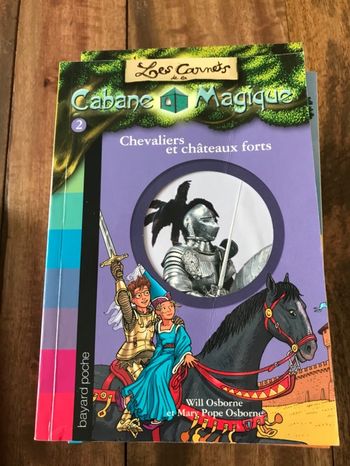 Les Carnets
de la
Cabane Magique
2
Chevaliers
et châteaux forts
bayard poche
Will Osborne
et Mary Pope Osborne